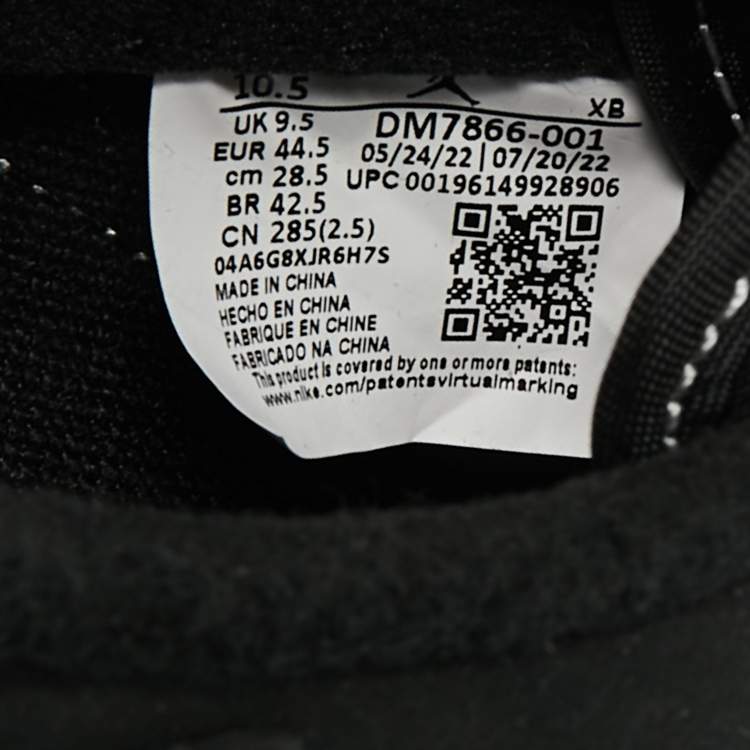 10.5
XB
UK 9.5
EUR 44.5
cm 28.5
BR 42.5
CN 285(2.5)
04A6G8XJR6H7S
DM7866-001
05/24/22 | 07/20/22
UPC 00196149928906
MADE IN CHINA
HECHO EN CHINA
FABRIQUE EN CHINE
FABRICADO NA CHINA
This product is covered by one or more patents:
www.nike.com/patentsvirtualmarking